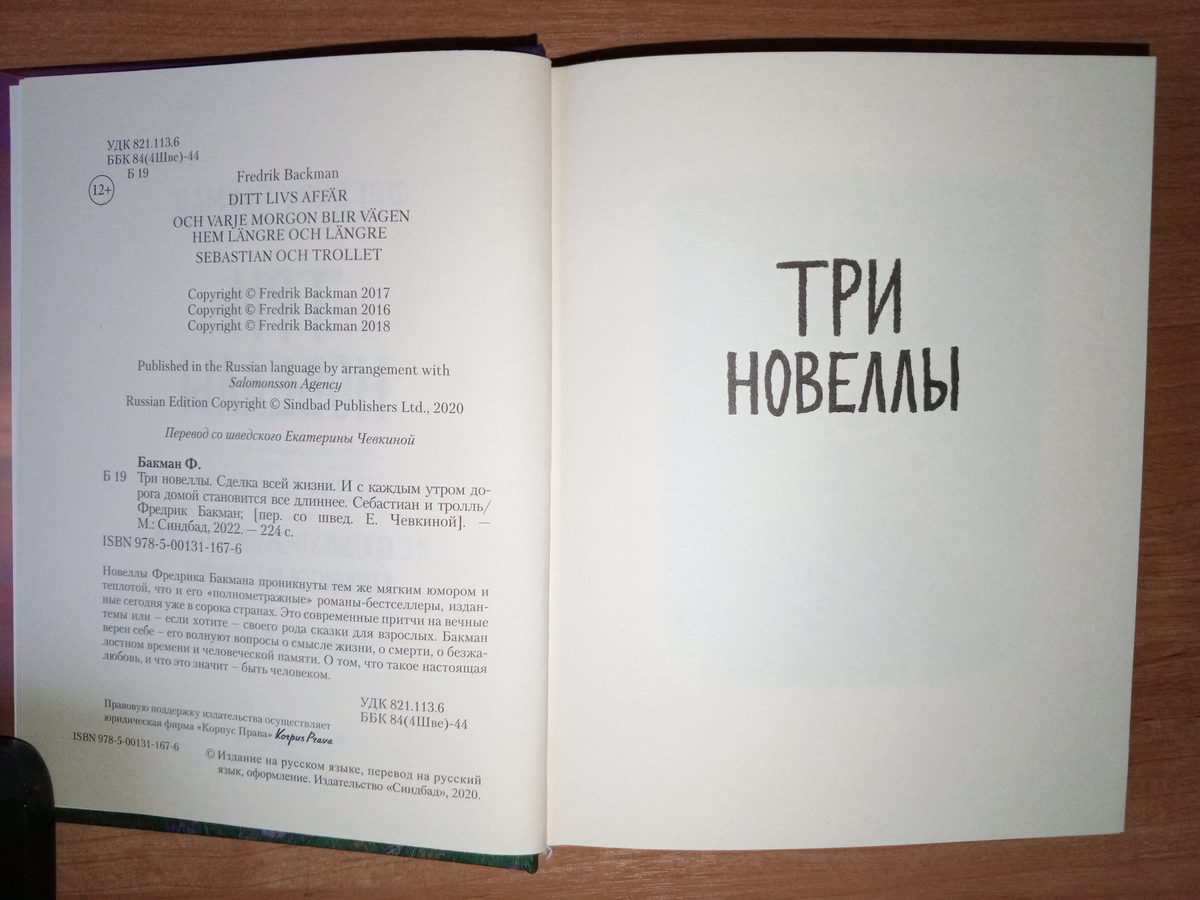 УДК 821.113.6
ББК 84(4Шве)-44
Б 19
12+
Fredrik Backman
DITT LIVS AFFÄR
OCH VARJE MORGON BLIR VÄGEN
HEM LÄNGRE OCH LÄNGRE
SEBASTIAN OCH TROLLET
Copyright © Fredrik Backman 2017
Copyright © Fredrik Backman 2016
Copyright © Fredrik Backman 2018
Published in the Russian language by arrangement with
Salomonsson Agency
Russian Edition Copyright © Sindbad Publishers Ltd., 2020
Перевод со шведского Екатерины Чевкиной
Бакман Ф.
Б 19 Три новеллы. Сделка всей жизни. И с каждым утром до-
рога домой становится все длиннее. Себастиан и тролль/
Фредрик Бакман; [пер. со швед. Е. Чевкиной]. —
М.: Синдбад, 2022. — 224 с.
ISBN 978-5-00131-167-6
Новеллы Фредрика Бакмана проникнуты тем же мягким юмором и
теплотой, что и его «полнометражные» романы-бестселлеры, издан-
ные сегодня уже в сорока странах. Это современные притчи на вечные
темы или – если хотите – своего рода сказки для взрослых. Бакман
верен себе – его волнуют вопросы о смысле жизни, о смерти, о безжа-
лостном времени и человеческой памяти. О том, что такое настоящая
любовь, и что это значит – быть человеком.
УДК 821.113.6
ББК 84(4Шве)-44
Правовую поддержку издательства осуществляет
юридическая фирма «Корпус Права» Korpus Prava
ISBN 978-5-00131-167-6
© Издание на русском языке, перевод на русский
язык, оформление. Издательство «Синдбад», 2020.
ТРИ
НОВЕЛЛЫ